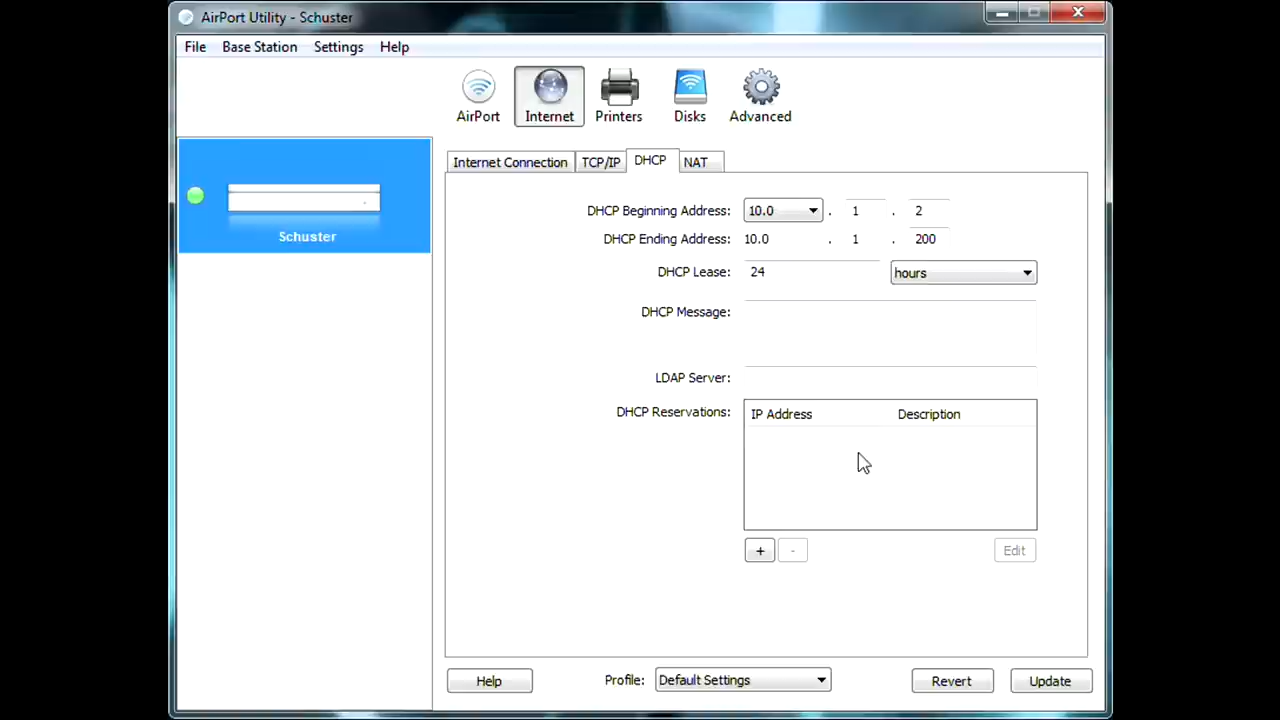 AirPort Utility - Schuster
File Base Station Settings Help
AirPort Internet Printers Disks Advanced
Schuster
Internet Connection TCP/IP DHCP NAT
DHCP Beginning Address: 10.0 . 1 . 2
DHCP Ending Address: 10.0 . 1 . 200
DHCP Lease: 24 hours
DHCP Message:
LDAP Server:
DHCP Reservations: IP Address Description
+ - Edit
Help Profile: Default Settings Revert Update